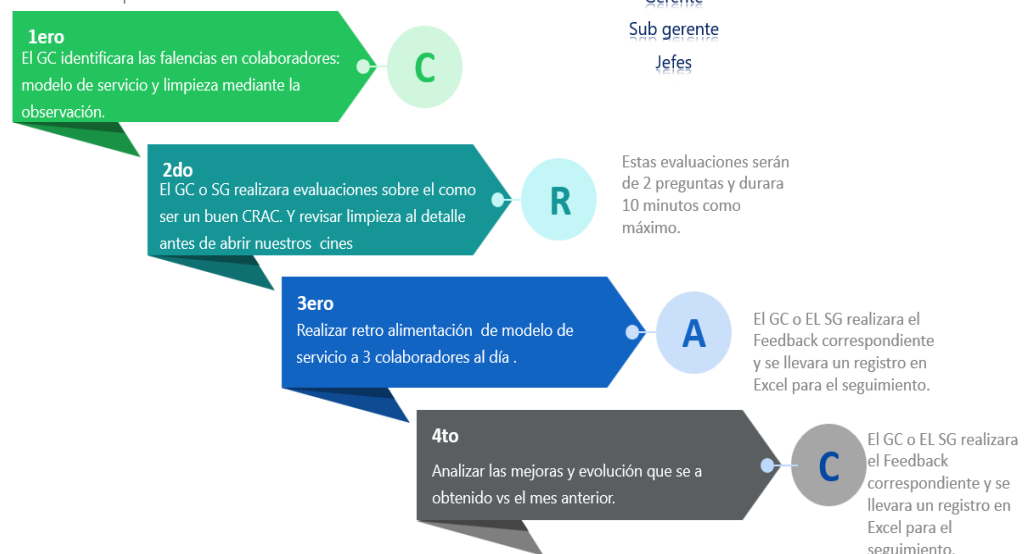 Gerente
Sub gerente
Jefes
1ero
El GC identificara las falencias en colaboradores:
modelo de servicio y limpieza mediante la
observación.
C
2do
El GC o SG realizara evaluaciones sobre el como
ser un buen CRAC. Y revisar limpieza al detalle
antes de abrir nuestros cines
R
Estas evaluaciones serán
de 2 preguntas y durara
10 minutos como
máximo.
3ero
Realizar retro alimentación de modelo de
servicio a 3 colaboradores al día .
A
El GC o EL SG realizara el
Feedback correspondiente
y se llevara un registro en
Excel para el seguimiento.
4to
Analizar las mejoras y evolución que se a
obtenido vs el mes anterior.
C
El GC o EL SG realizara
el Feedback
correspondiente y se
llevara un registro en
Excel para el
seguimiento.